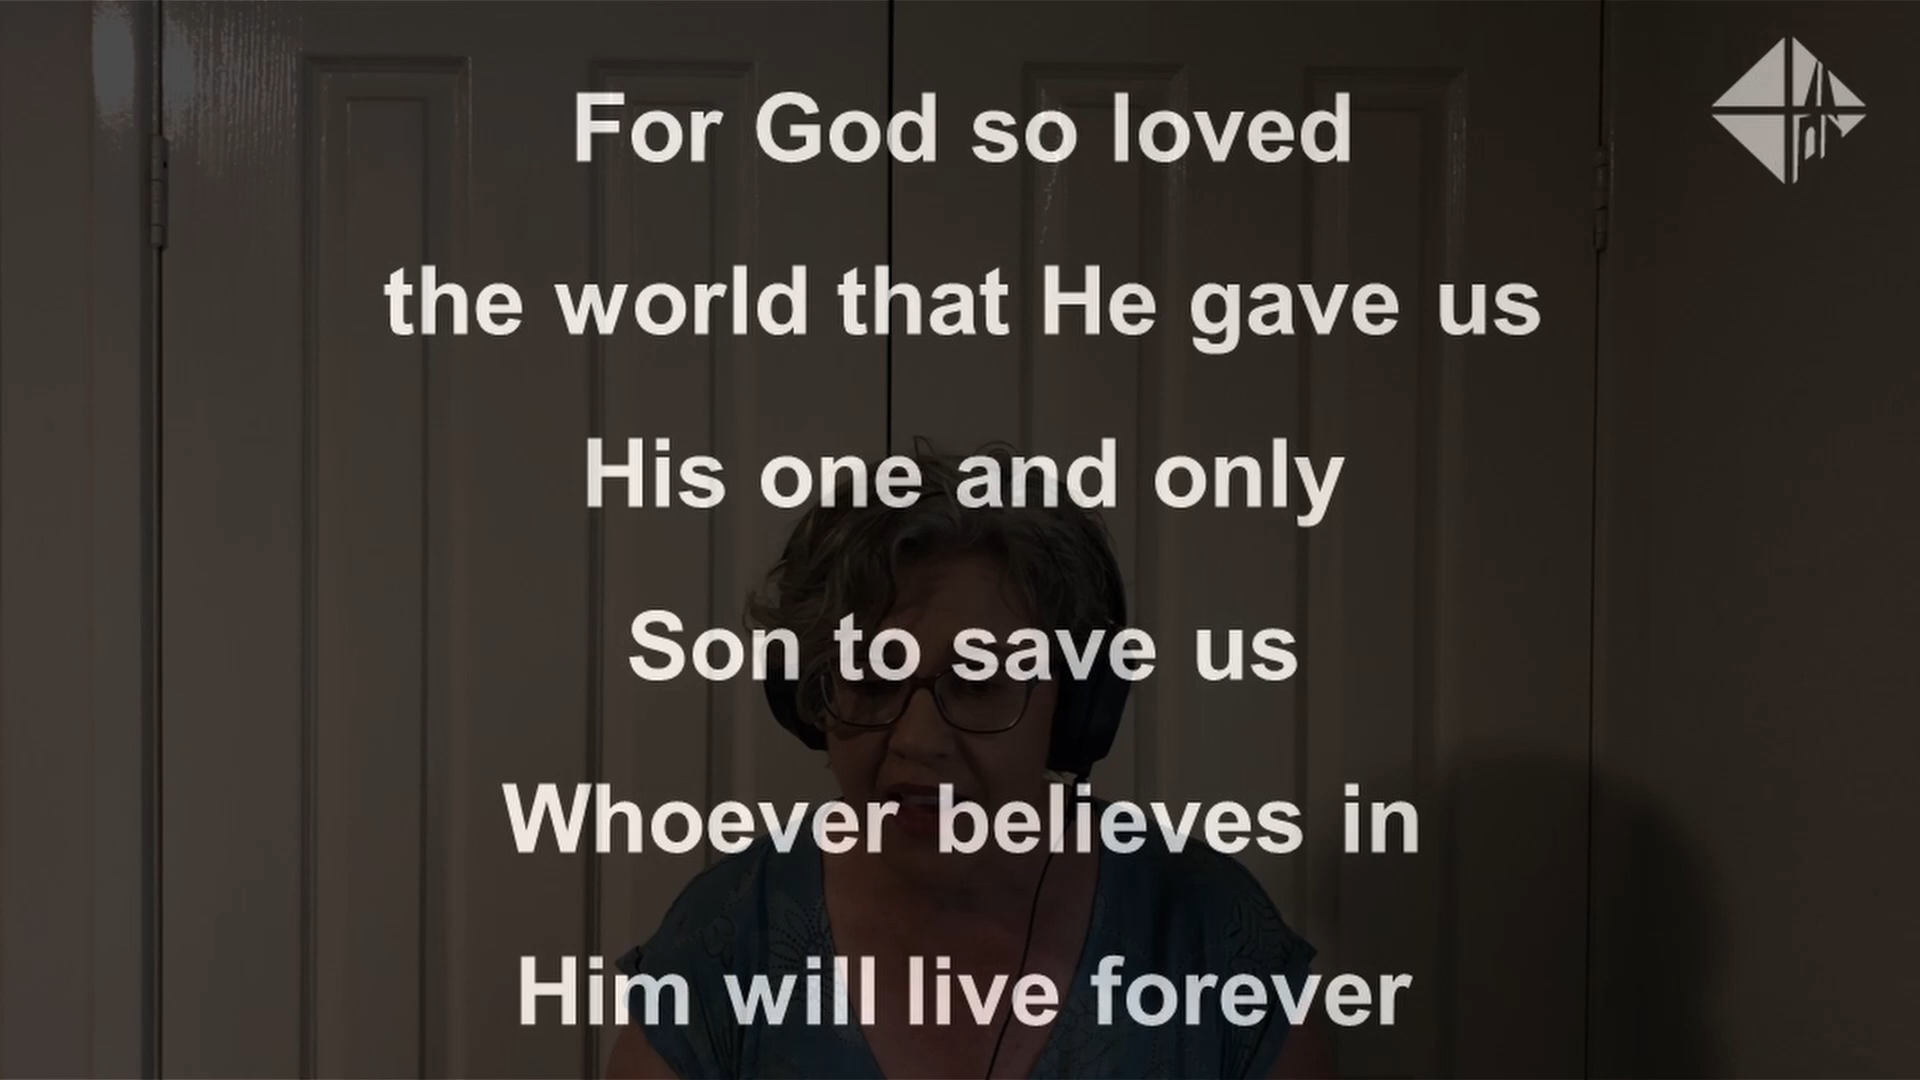 For God so loved
the world that He gave us
His one and only
Son to save us
Whoever believes in
Him will live forever